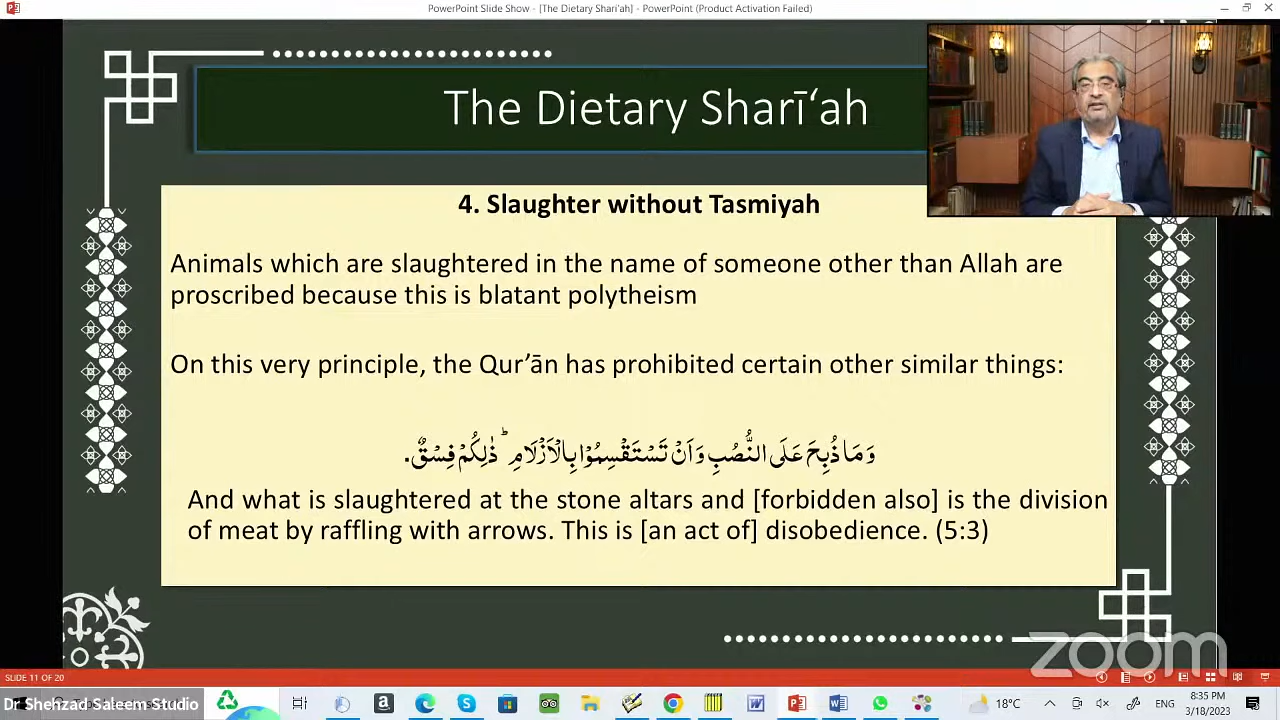 PowerPoint Slide Show - [The Dietary Shari'ah] - PowerPoint (Product Activation Failed)
The Dietary Sharī‘ah
4. Slaughter without Tasmiyah
Animals which are slaughtered in the name of someone other than Allah are
proscribed because this is blatant polytheism
On this very principle, the Qur’ān has prohibited certain other similar things:
وَمَا ذُبِحَ عَلَى النُّصُبِ وَاَنْ تَسْتَقْسِمُوْا بِالْاَزْلَامِ ؕ ذٰلِكُمْ فِسْقٌ.
And what is slaughtered at the stone altars and [forbidden also] is the division
of meat by raffling with arrows. This is [an act of] disobedience. (5:3)
zoom
SLIDE 11 OF 20
Dr Shehzad Saleem Studio
18°C
ENG
8:35 PM
3/18/2023